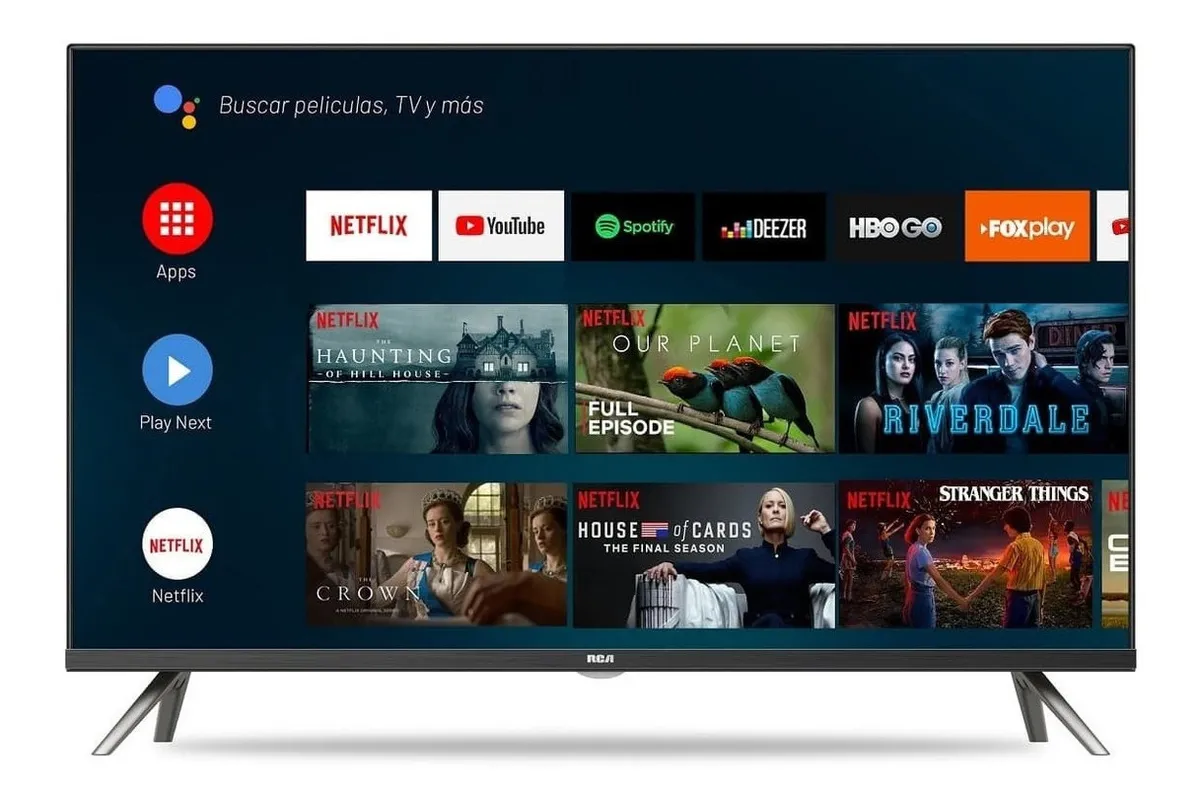 Buscar peliculas, TV y más
Apps
NETFLIX
YouTube
Spotify
DEEZER
HBO GO
FOXplay
Play Next
NETFLIX
THE
HAUNTING
OF HILL HOUSE
NETFLIX
OUR PLANET
FULL
EPISODE
NETFLIX
DINER
RIVERDALE
NETFLIX
Netflix
NETFLIX
THE
CROWN
A NETFLIX ORIGINAL SERIES
NETFLIX
HOUSE of CARDS
THE FINAL SEASON
NETFLIX
STRANGER THINGS
NE
RCA